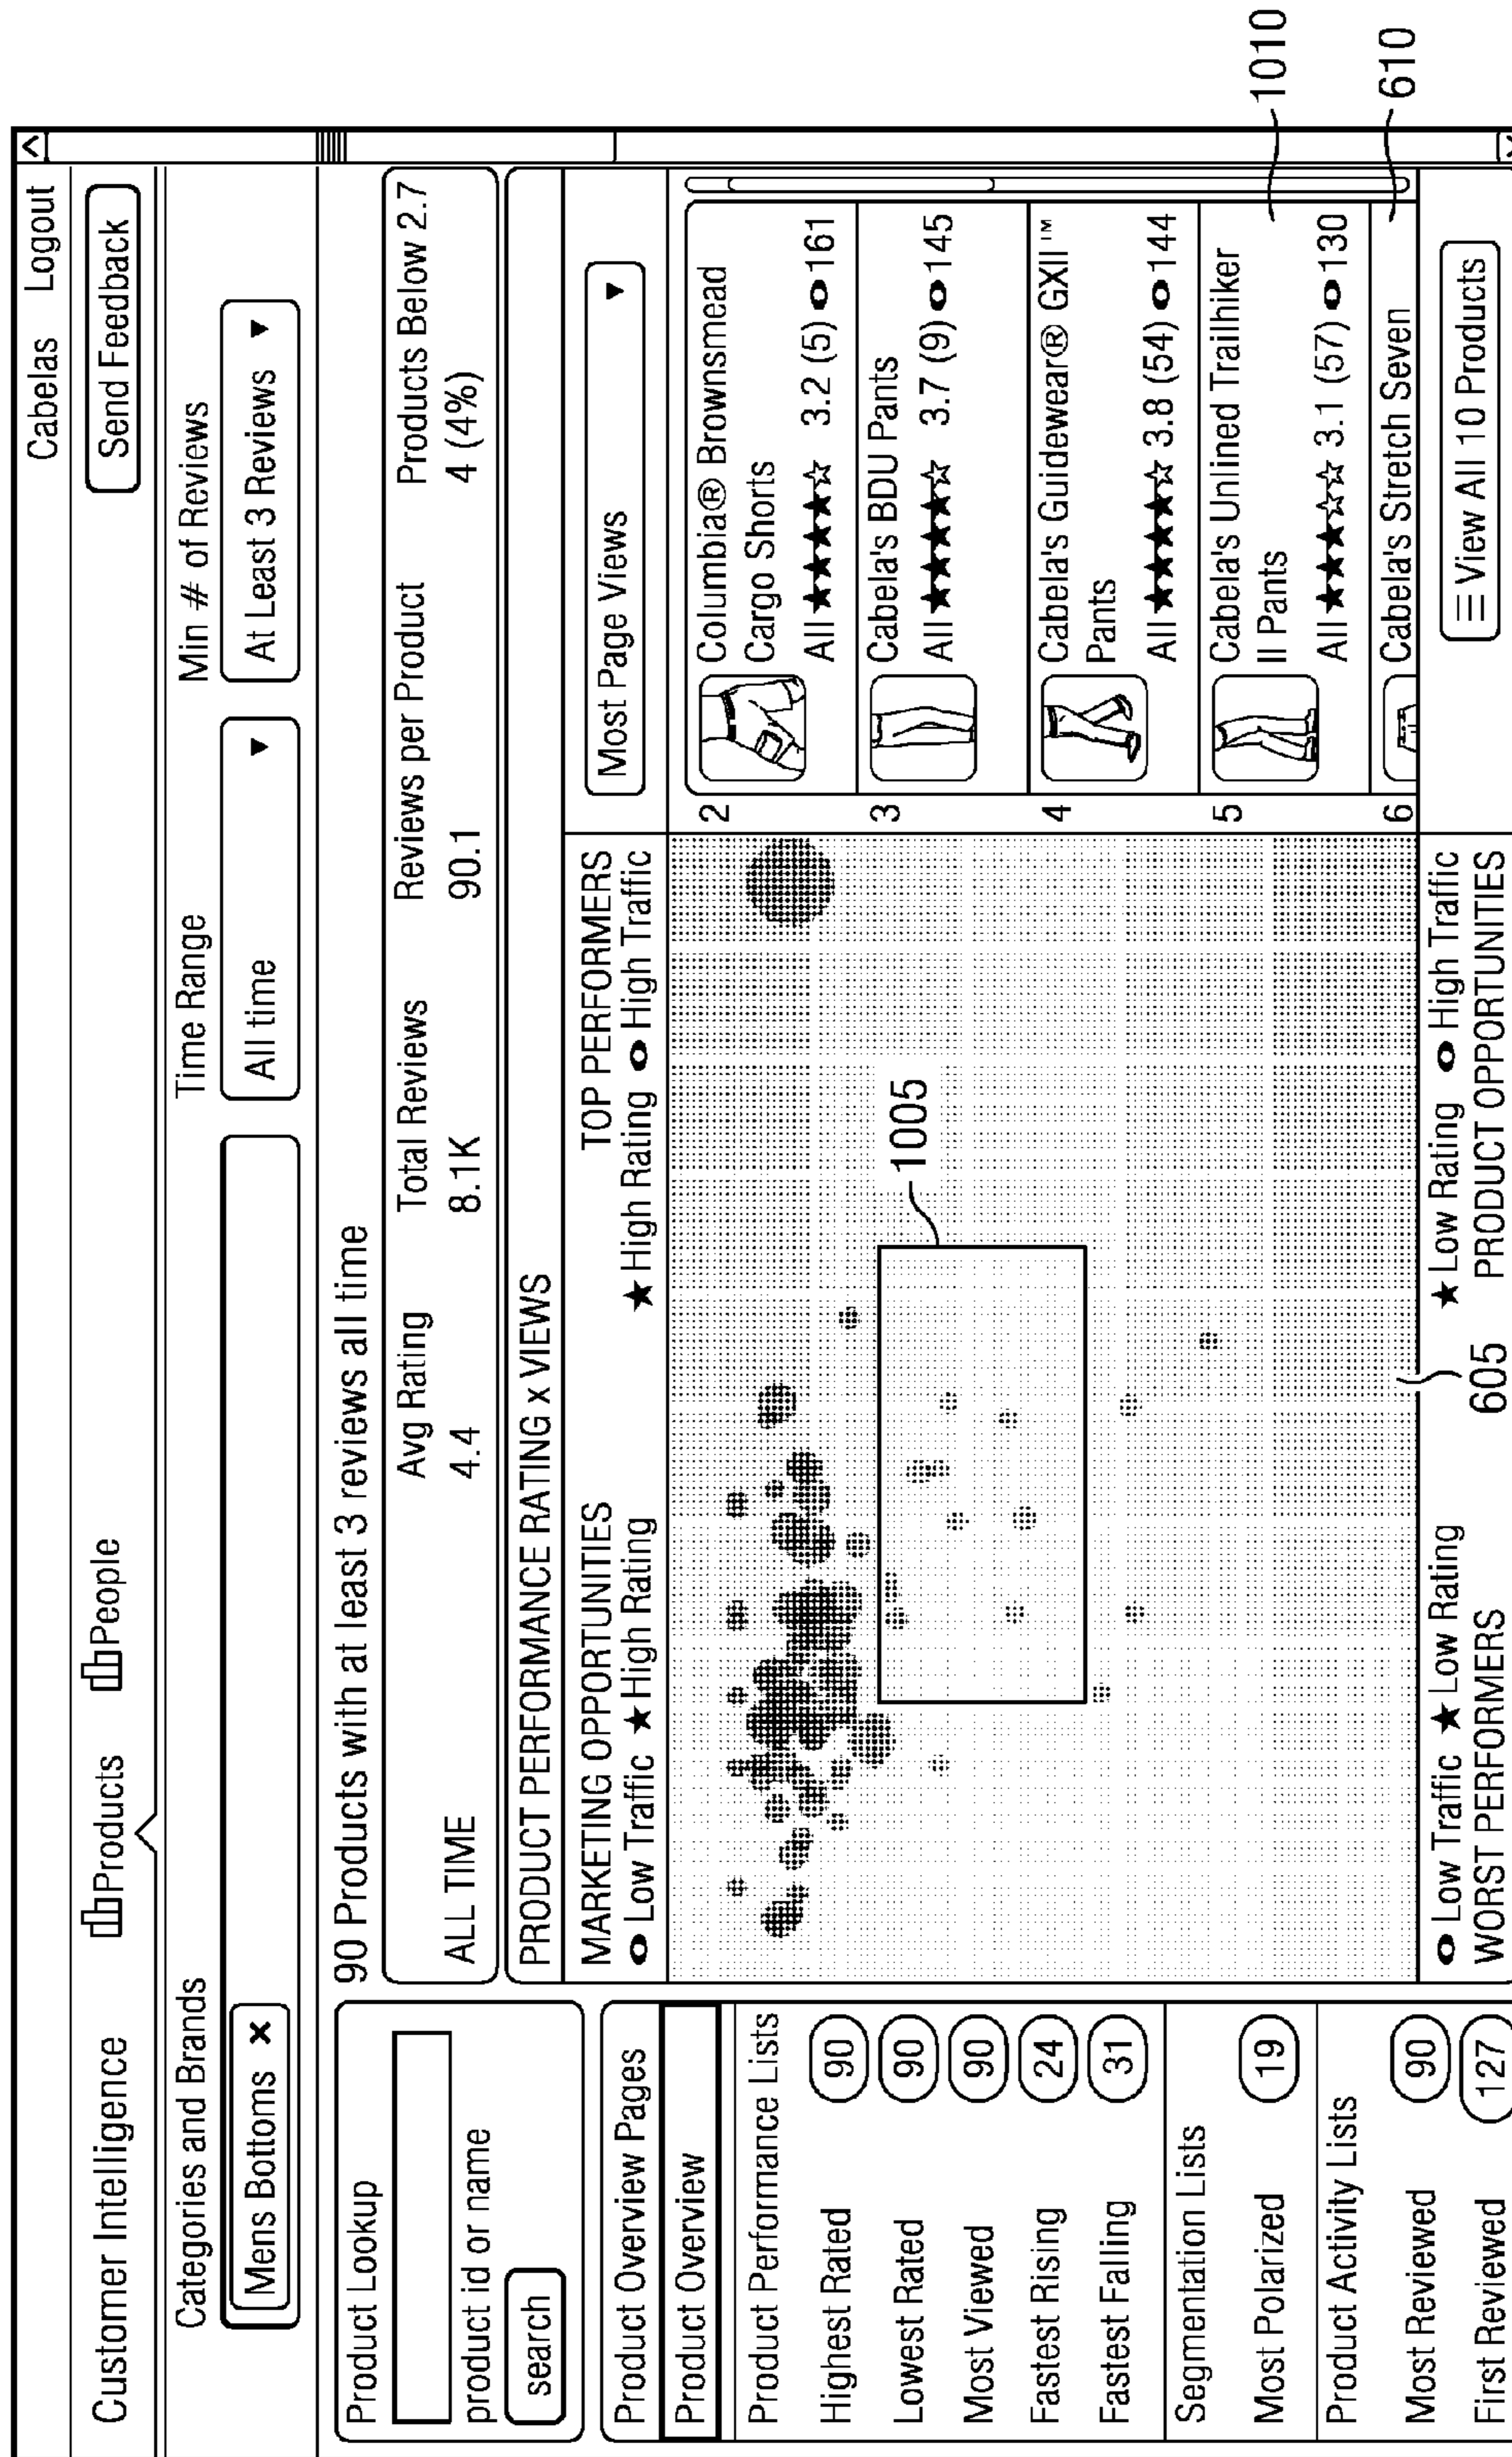 Cabelas Logout
Customer Intelligence Products People Send Feedback
Categories and Brands Time Range Min # of Reviews
Mens Bottoms × All time ▼ At Least 3 Reviews ▼
Product Lookup
product id or name
search
Product Overview Pages
Product Overview
Product Performance Lists
Highest Rated 90
Lowest Rated 90
Most Viewed 90
Fastest Rising 24
Fastest Falling 31
Segmentation Lists
Most Polarized 19
Product Activity Lists
Most Reviewed 90
First Reviewed 127
90 Products with at least 3 reviews all time
Avg Rating Total Reviews Reviews per Product Products Below 2.7
ALL TIME 4.4 8.1K 90.1 4 (4%)
PRODUCT PERFORMANCE RATING x VIEWS
MARKETING OPPORTUNITIES TOP PERFORMERS
Low Traffic ★ High Rating ★ High Rating High Traffic
1005
Low Traffic ★ Low Rating ★ Low Rating High Traffic
WORST PERFORMERS 605 PRODUCT OPPORTUNITIES
Most Page Views ▼
2 Columbia® Brownsmead
Cargo Shorts
All ★★★★☆ 3.2 (5) 161
3 Cabela's BDU Pants
All ★★★★☆ 3.7 (9) 145
4 Cabela's Guidewear® GXII™
Pants
All ★★★★☆ 3.8 (54) 144
5 Cabela's Unlined Trailhiker
II Pants
All ★★★☆☆ 3.1 (57) 130
6 Cabela's Stretch Seven
View All 10 Products
1010
610